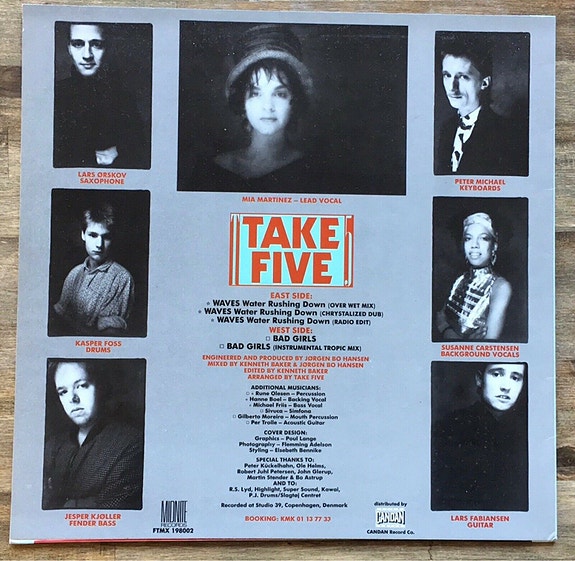 LARS ØRSKOV
SAXOPHONE
MIA MARTINEZ – LEAD VOCAL
PETER MICHAEL
KEYBOARDS
KASPER FOSS
DRUMS
TAKE
FIVE
SUSANNE CARSTENSEN
BACKGROUND VOCALS
EAST SIDE:
WAVES Water Rushing Down (OVER WET MIX)
WAVES Water Rushing Down (CHRYSTALIZED DUB)
WAVES Water Rushing Down (RADIO EDIT)
WEST SIDE:
□ BAD GIRLS
□ BAD GIRLS (INSTRUMENTAL TROPIC MIX)
ENGINEERED AND PRODUCED BY JØRGEN BO HANSEN
MIXED BY KENNETH BAKER & JØRGEN BO HANSEN
EDITED BY KENNETH BAKER
ARRANGED BY TAKE FIVE
ADDITIONAL MUSICIANS:
Rune Olesen – Percussion
Hanne Boel – Backing Vocal
Michael Friis – Bass Vocal
□ Sivuca – Simfona
□ Gilberto Moreira – Mouth Percussion
□ Per Trolle – Acoustic Guitar
COVER DESIGN:
Graphics – Poul Lange
Photography – Flemming Adelson
Styling – Elsebeth Bennike
SPECIAL THANKS TO:
Peter Kückelhahn, Ole Heims,
Robert Juhl Petersen, John Glerup,
Martin Stender & Bo Astrup
AND TO:
R.S. Lyd, Highlight, Super Sound, Kawai,
P.J. Drums/Slagtøj Centret
JESPER KJØLLER
FENDER BASS
MIDNITE
RECORDS
FTMX 198002
Recorded at Studio 39, Copenhagen, Denmark
BOOKING: KMK 01 13 77 37
distributed by
CANDAN
CANDAN Record Co.
LARS FABIANSEN
GUITAR